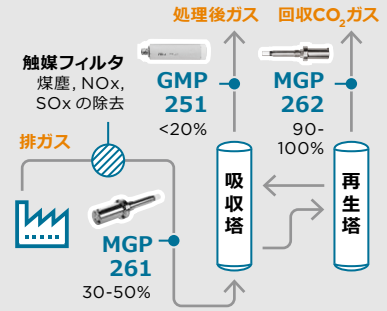 処理後ガス
回収CO₂ガス
触媒フィルタ
煤塵, NOx,
SOx の除去
GMP
251
<20%
MGP
262
90-
100%
排ガス
吸収塔
再生塔
MGP
261
30-50%